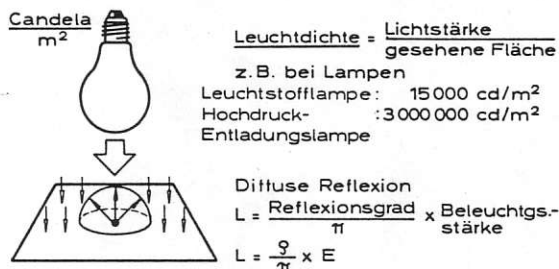 Candela
m²
Leuchtdichte = Lichtstärke
gesehene Fläche
z.B. bei Lampen
Leuchtstofflampe: 15000 cd/m²
Hochdruck- :3000000 cd/m²
Entladungslampe
Diffuse Reflexion
L = Reflexionsgrad x Beleuchtgs.-
π stärke
L = ϱ x E
π